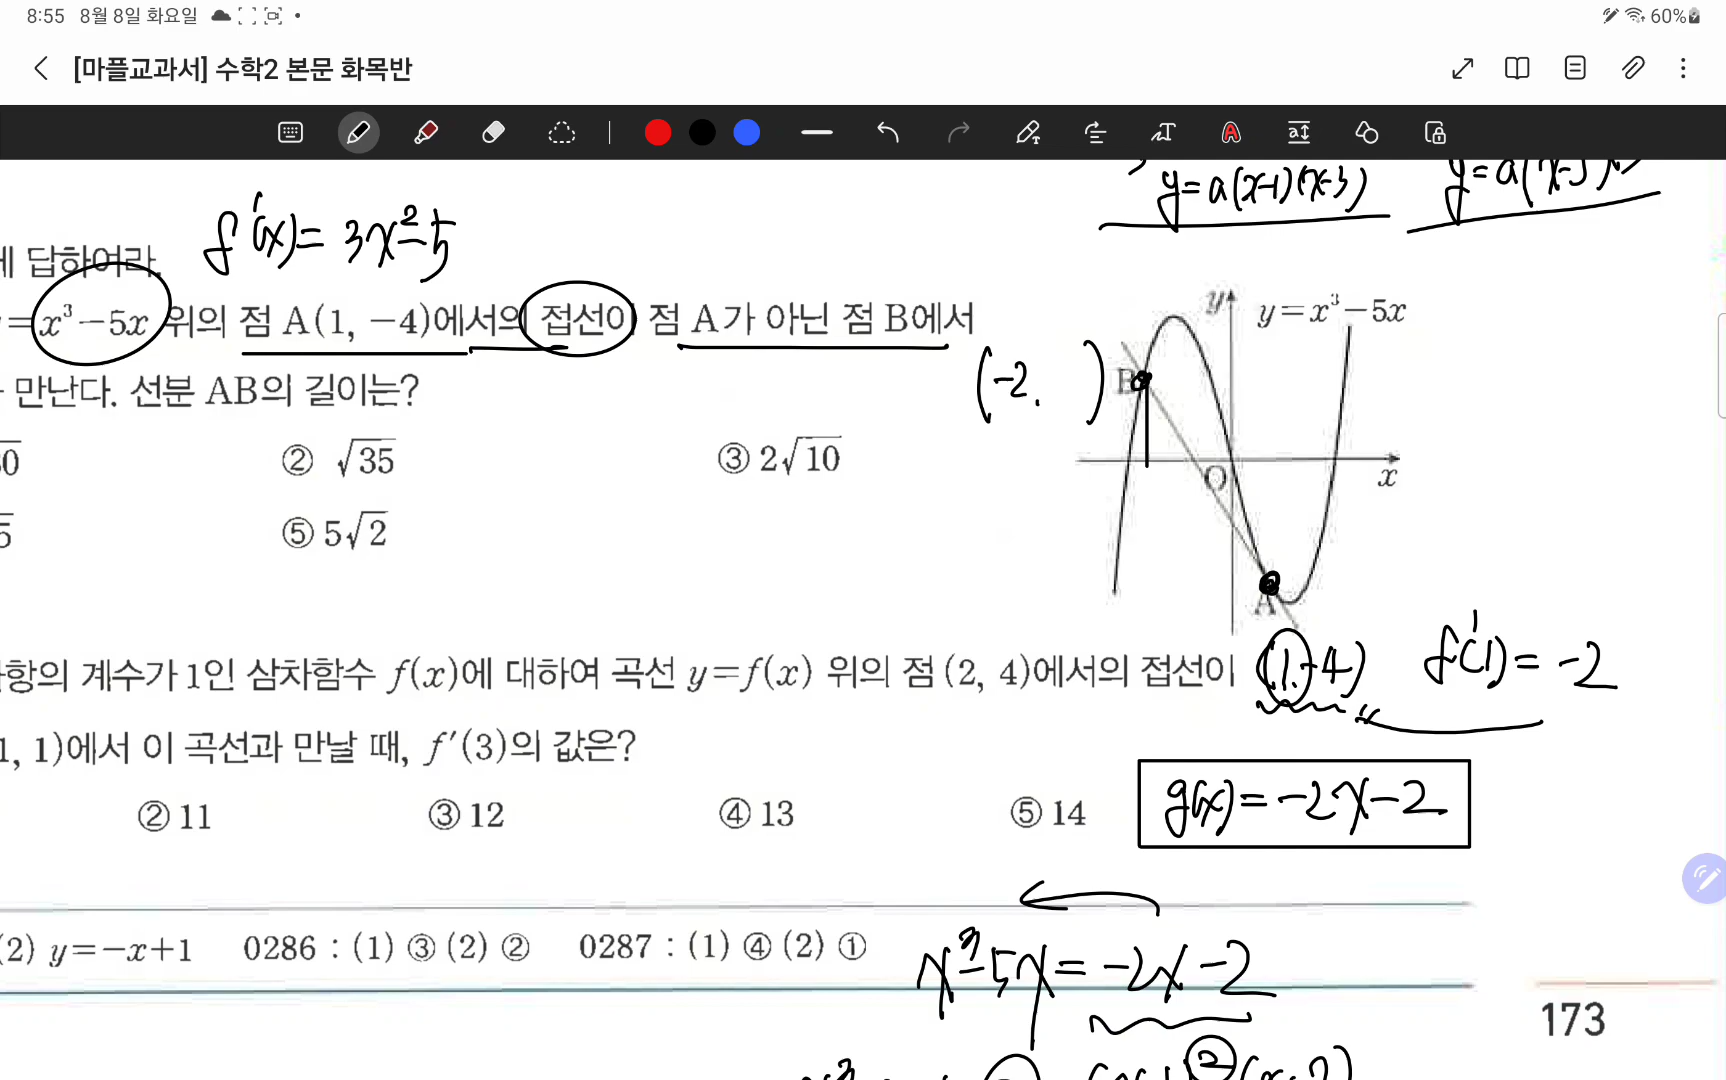 8:55 8월 8일 화요일
60%
[마플교과서] 수학2 본문 화목반
y=a(x-1)(x-3)
f'(x)=3x²-5
에 답하여라.
=x³-5x 위의 점 A(1, -4)에서의 접선이 점 A가 아닌 점 B에서
만난다. 선분 AB의 길이는?
② √35
③ 2√10
⑤ 5√2
y
y=x³-5x
(-2. )
B
O
x
A
(1.-4)
f'(1)=-2
항의 계수가 1인 삼차함수 f(x)에 대하여 곡선 y=f(x) 위의 점 (2, 4)에서의 접선이
1, 1)에서 이 곡선과 만날 때, f'(3)의 값은?
② 11
③ 12
④ 13
⑤ 14
g(x)=-2x-2
(2) y=-x+1 0286 : (1) ③ (2) ② 0287 : (1) ④ (2) ①
x³-5x=-2x-2
173